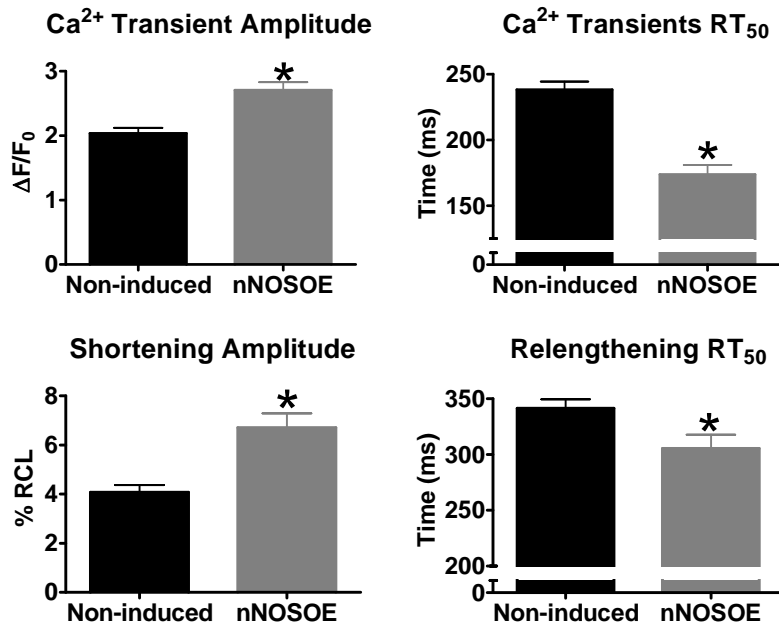 Ca²⁺ Transient Amplitude
ΔF/F₀
3
2
1
0
*
Non-induced nNOSOE
Ca²⁺ Transients RT₅₀
Time (ms)
250
200
150
0
*
Non-induced nNOSOE
Shortening Amplitude
% RCL
8
6
4
2
0
*
Non-induced nNOSOE
Relengthening RT₅₀
Time (ms)
350
300
250
200
0
*
Non-induced nNOSOE